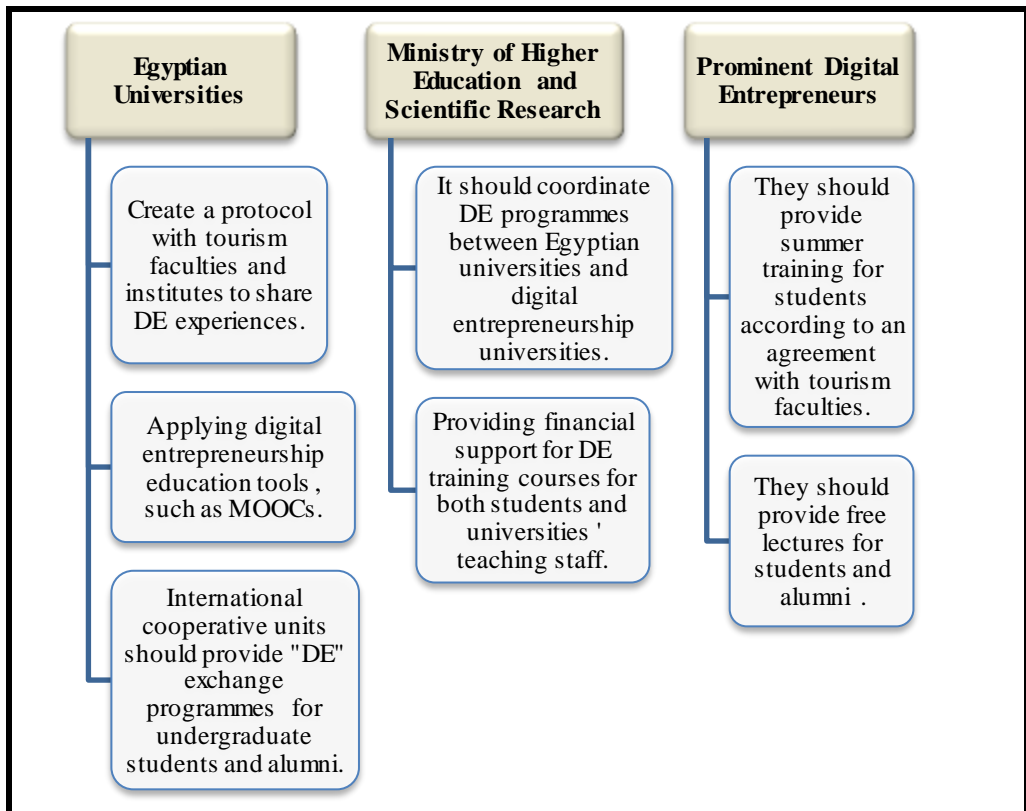 Egyptian
Universities
Create a protocol
with tourism
faculties and
institutes to share
DE experiences.
Applying digital
entrepreneurship
education tools ,
such as MOOCs.
International
cooperative units
should provide "DE"
exchange
programmes for
undergraduate
students and alumni.
Ministry of Higher
Education and
Scientific Research
It should coordinate
DE programmes
between Egyptian
universities and
digital
entrepreneurship
universities.
Providing financial
support for DE
training courses for
both students and
universities '
teaching staff.
Prominent Digital
Entrepreneurs
They should
provide
summer
training for
students
according to an
agreement
with tourism
faculties.
They should
provide free
lectures for
students and
alumni .